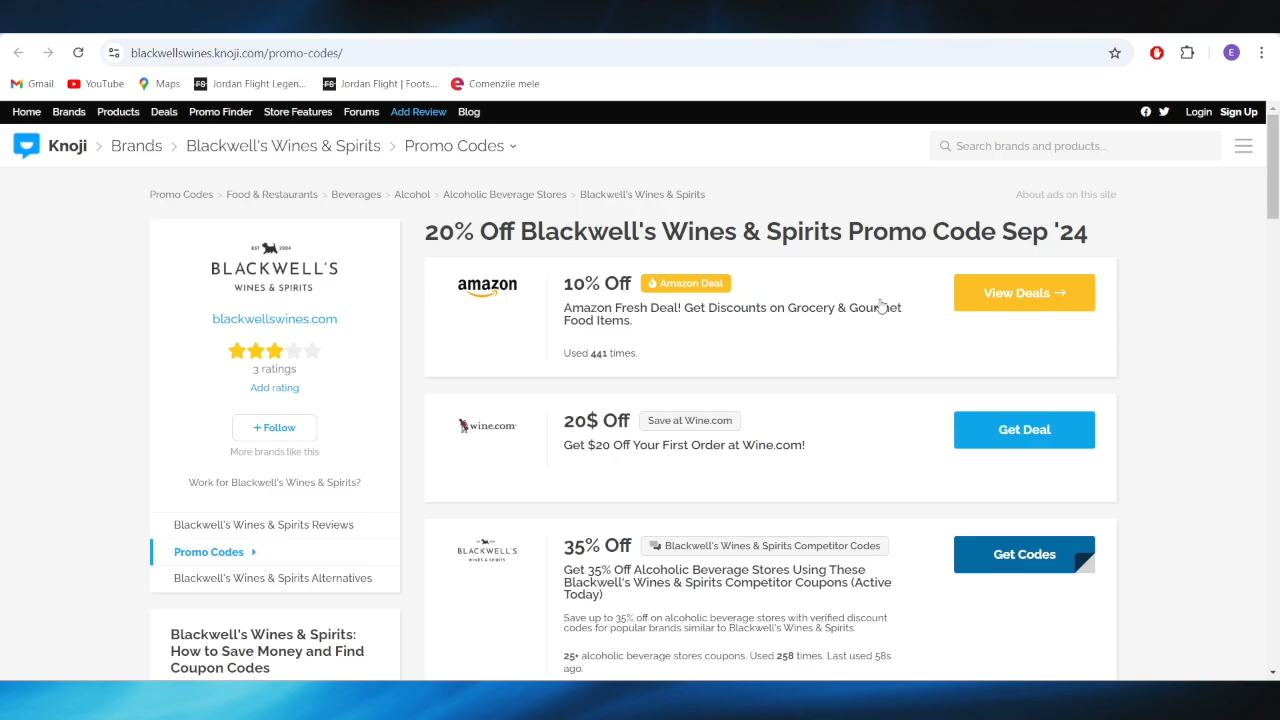 blackwellswines.knoji.com/promo-codes/
E
Gmail YouTube Maps Jordan Flight Legen... Jordan Flight | Foots... Comenzile mele
Home Brands Products Deals Promo Finder Store Features Forums Add Review Blog Login Sign Up
Knoji > Brands > Blackwell's Wines & Spirits > Promo Codes
Search brands and products...
Promo Codes > Food & Restaurants > Beverages > Alcohol > Alcoholic Beverage Stores > Blackwell's Wines & Spirits
About ads on this site
EST 2004
BLACKWELL'S
WINES & SPIRITS
blackwellswines.com
3 ratings
Add rating
+ Follow
More brands like this
Work for Blackwell's Wines & Spirits?
Blackwell's Wines & Spirits Reviews
Promo Codes
Blackwell's Wines & Spirits Alternatives
Blackwell's Wines & Spirits:
How to Save Money and Find
Coupon Codes
20% Off Blackwell's Wines & Spirits Promo Code Sep '24
amazon
10% Off Amazon Deal
Amazon Fresh Deal! Get Discounts on Grocery & Gourmet
Food Items.
Used 441 times.
View Deals →
wine.com
20$ Off Save at Wine.com
Get $20 Off Your First Order at Wine.com!
Get Deal
BLACKWELL'S
WINES & SPIRITS
35% Off Blackwell's Wines & Spirits Competitor Codes
Get 35% Off Alcoholic Beverage Stores Using These
Blackwell's Wines & Spirits Competitor Coupons (Active
Today)
Save up to 35% off on alcoholic beverage stores with verified discount
codes for popular brands similar to Blackwell's Wines & Spirits.
25+ alcoholic beverage stores coupons. Used 258 times. Last used 58s
ago.
Get Codes